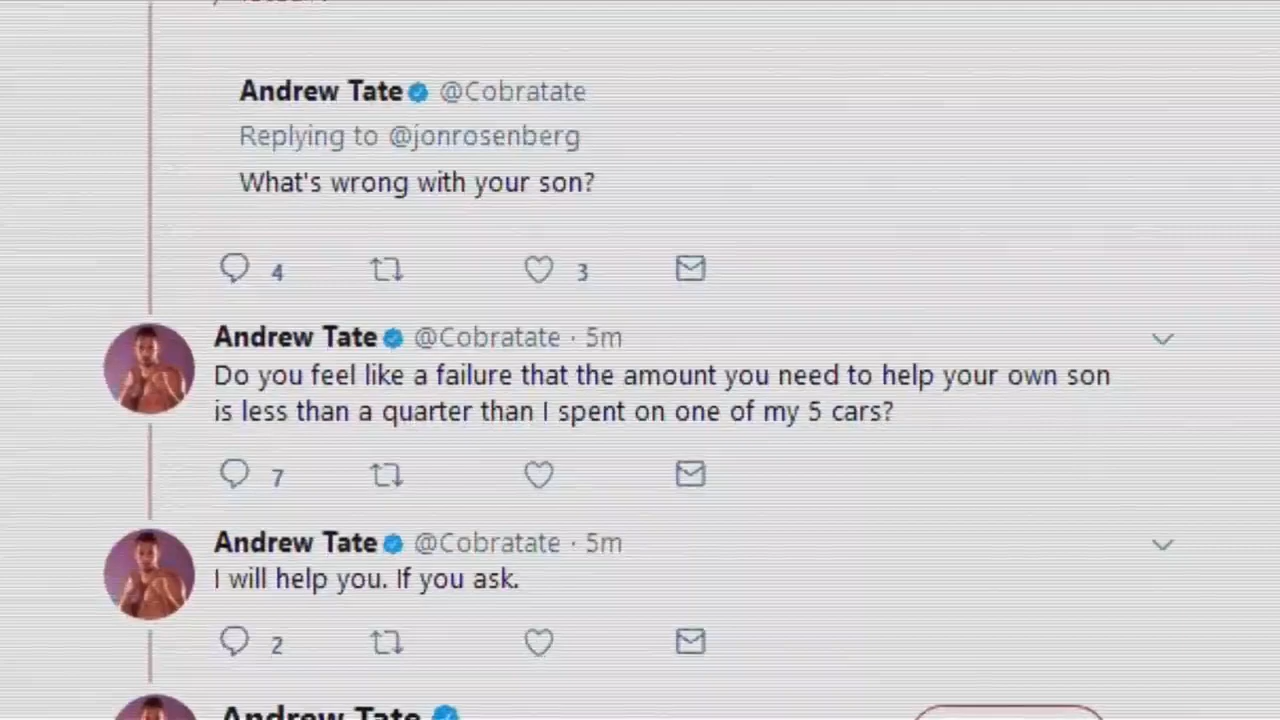 Andrew Tate @Cobratate
Replying to @jonrosenberg
What's wrong with your son?
4 3
Andrew Tate @Cobratate · 5m
Do you feel like a failure that the amount you need to help your own son
is less than a quarter than I spent on one of my 5 cars?
7
Andrew Tate @Cobratate · 5m
I will help you. If you ask.
2
Andrew Tate